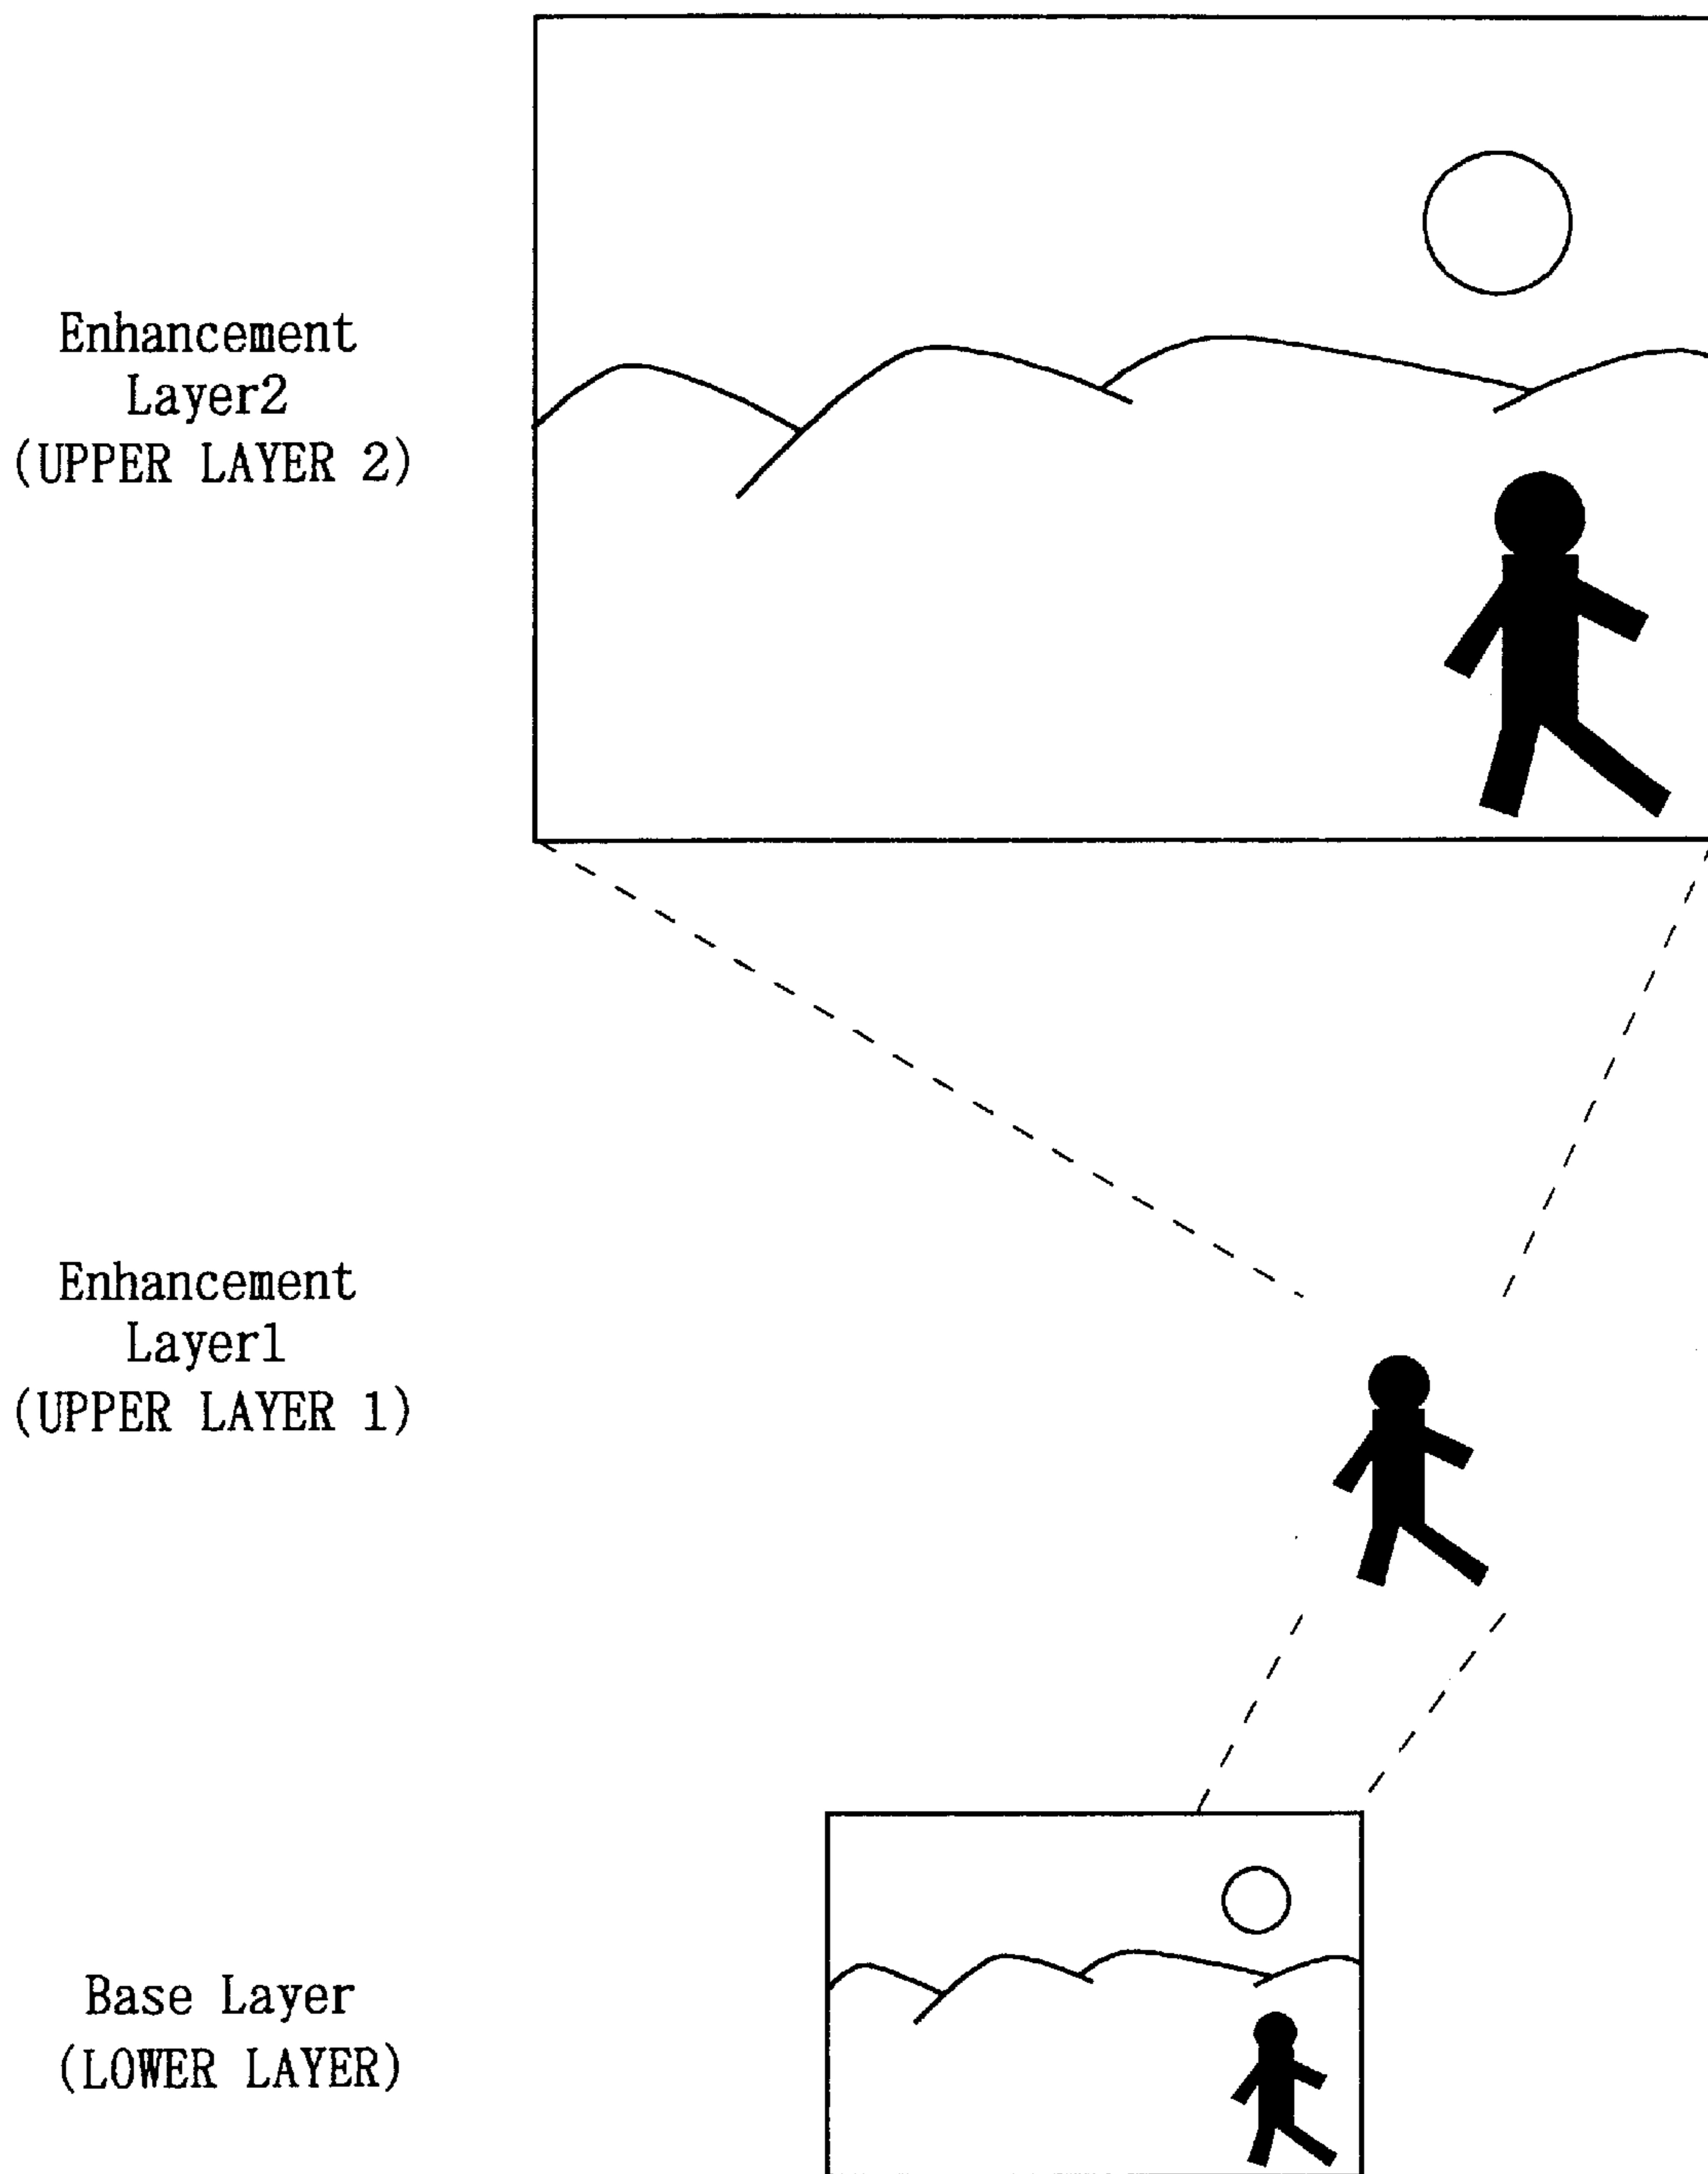 Enhancement
Layer2
(UPPER LAYER 2)
Enhancement
Layer1
(UPPER LAYER 1)
Base Layer
(LOWER LAYER)